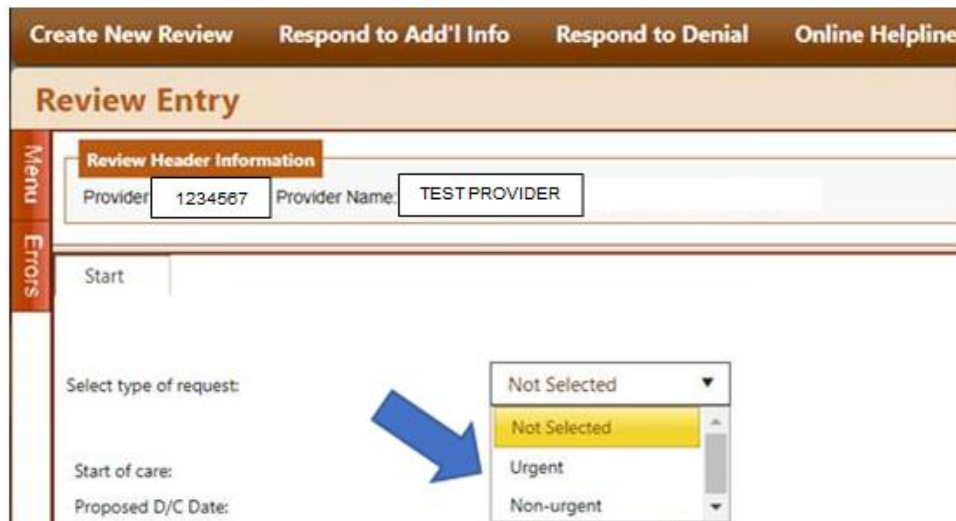 Create New Review Respond to Add'l Info Respond to Denial Online Helpline
Review Entry
Menu
Errors
Review Header Information
Provider 1234567 Provider Name: TEST PROVIDER
Start
Select type of request: Not Selected
Not Selected
Start of care: Urgent
Proposed D/C Date: Non-urgent